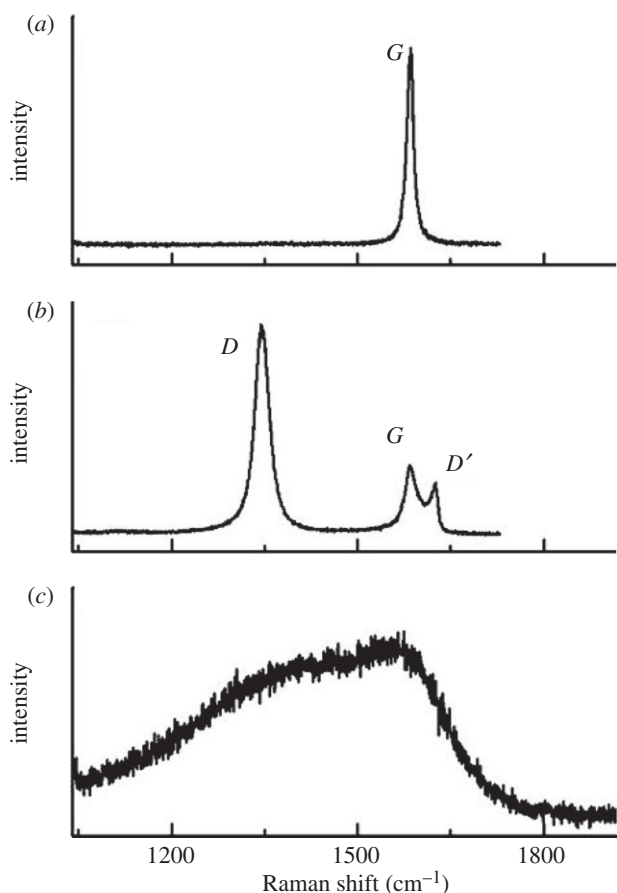 (a)
G
intensity
(b)
D
G
D′
intensity
(c)
intensity
1200 1500 1800
Raman shift (cm−1)